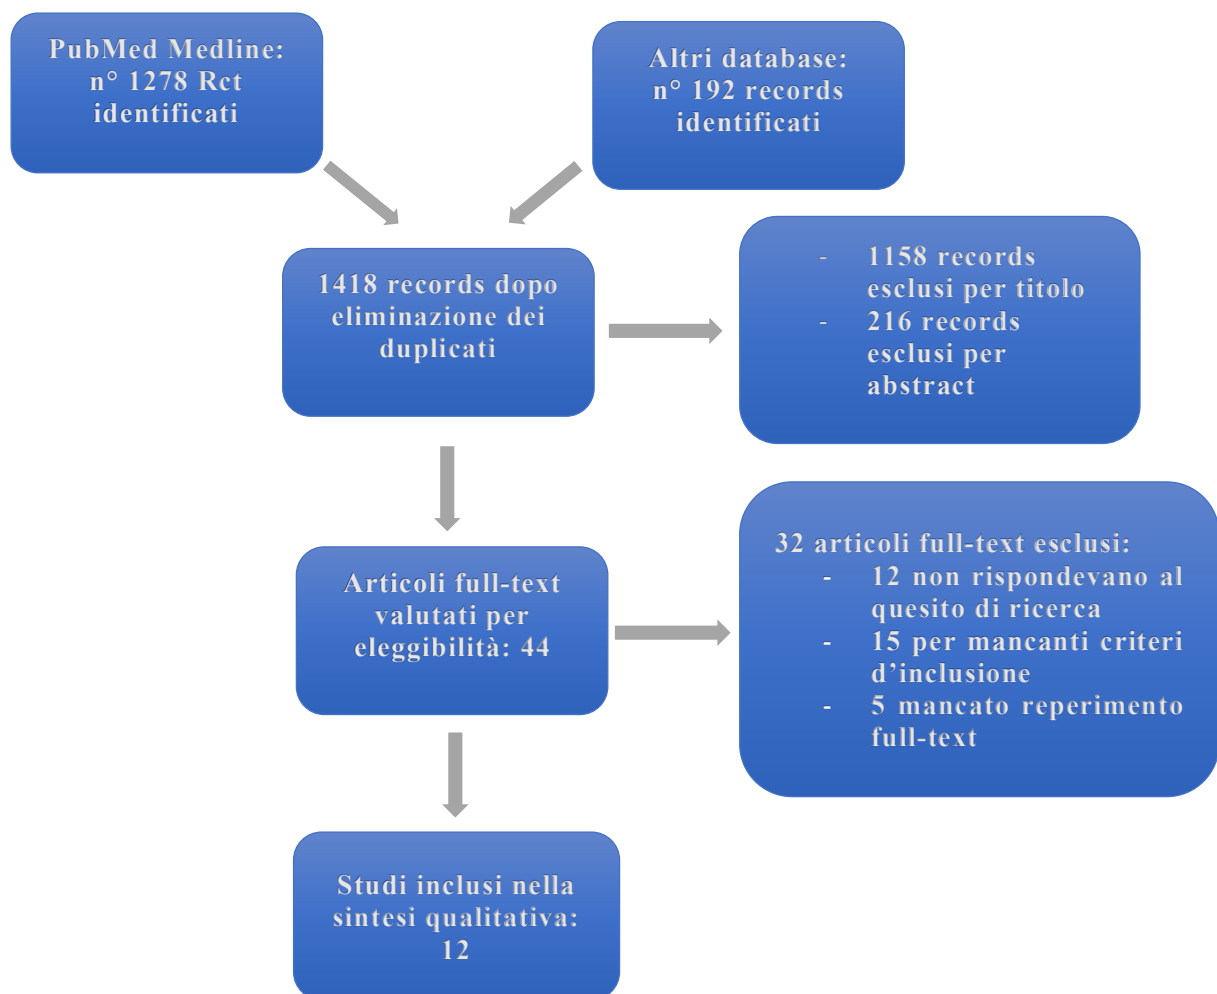 PubMed Medline:
n° 1278 Rct
identificati
Altri database:
n° 192 records
identificati
1418 records dopo
eliminazione dei
duplicati
- 1158 records
esclusi per titolo
- 216 records
esclusi per
abstract
Articoli full-text
valutati per
eleggibilità: 44
32 articoli full-text esclusi:
- 12 non rispondevano al
quesito di ricerca
- 15 per mancanti criteri
d’inclusione
- 5 mancato reperimento
full-text
Studi inclusi nella
sintesi qualitativa:
12